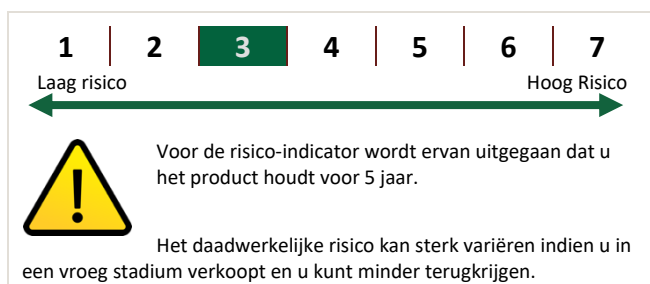 1 2 3 4 5 6 7
Laag risico Hoog Risico
Voor de risico-indicator wordt ervan uitgegaan dat u
het product houdt voor 5 jaar.
Het daadwerkelijke risico kan sterk variëren indien u in
een vroeg stadium verkoopt en u kunt minder terugkrijgen.